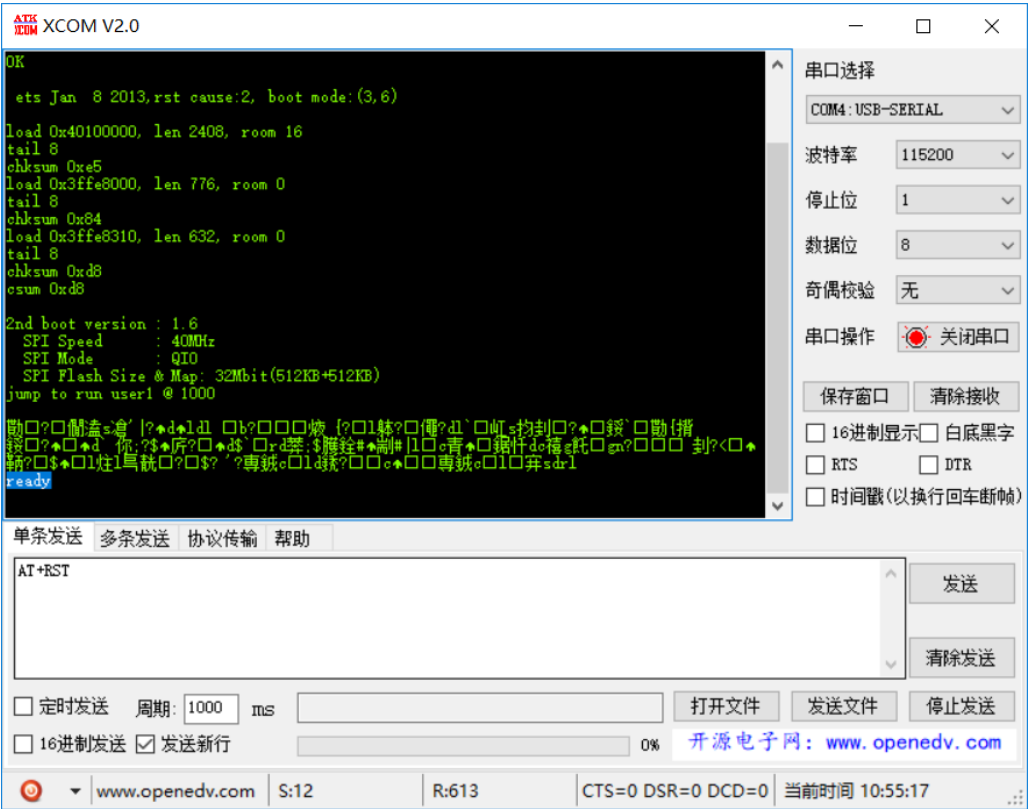 ATK
XCOM XCOM V2.0
OK
ets Jan 8 2013,rst cause:2, boot mode:(3,6)
load 0x40100000, len 2408, room 16
tail 8
chksum 0xe5
load 0x3ffe8000, len 776, room 0
tail 8
chksum 0x84
load 0x3ffe8310, len 632, room 0
tail 8
chksum 0xd8
csum 0xd8
2nd boot version : 1.6
SPI Speed : 40MHz
SPI Mode : QIO
SPI Flash Size & Map: 32Mbit(512KB+512KB)
jump to run user1 @ 1000
ready
串口选择
COM4:USB-SERIAL
波特率 115200
停止位 1
数据位 8
奇偶校验 无
串口操作 关闭串口
保存窗口 清除接收
16进制显示 白底黑字
RTS DTR
时间戳(以换行回车断帧)
单条发送 多条发送 协议传输 帮助
AT+RST
发送
清除发送
定时发送 周期: 1000 ms 打开文件 发送文件 停止发送
16进制发送 发送新行 0% 开源电子网: www.openedv.com
www.openedv.com S:12 R:613 CTS=0 DSR=0 DCD=0 当前时间 10:55:17